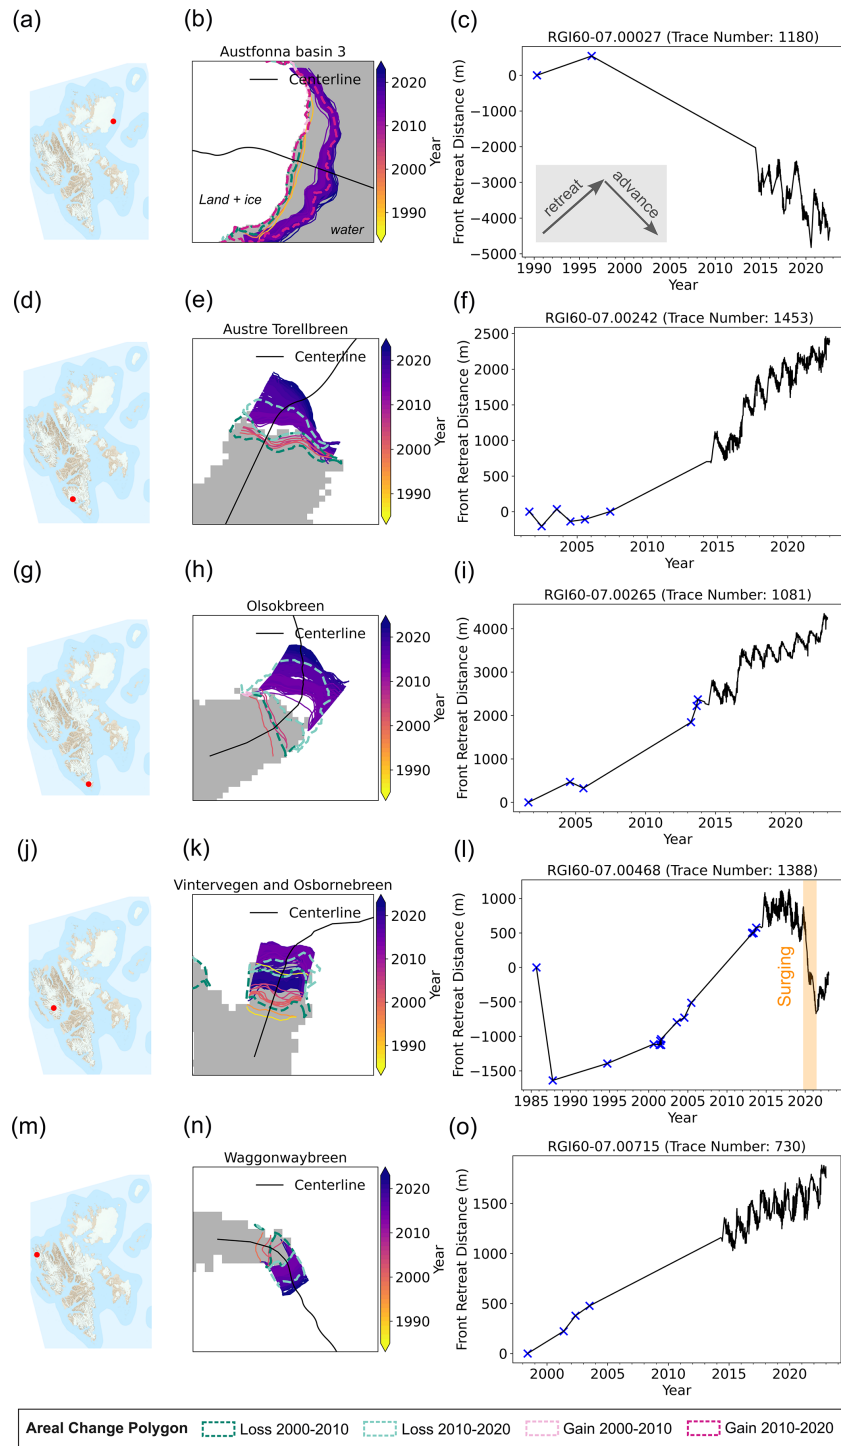 (a)
(b)
(c)
Austfonna basin 3
Centerline
Land + ice
water
2020
2010
2000
1990
Year
RGI60-07.00027 (Trace Number: 1180)
Front Retreat Distance (m)
0
−1000
−2000
−3000
−4000
−5000
retreat
advance
1990 1995 2000 2005 2010 2015 2020
Year
(d)
(e)
(f)
Austre Torellbreen
Centerline
2020
2010
2000
1990
Year
RGI60-07.00242 (Trace Number: 1453)
Front Retreat Distance (m)
2500
2000
1500
1000
500
0
2005 2010 2015 2020
Year
(g)
(h)
(i)
Olsokbreen
Centerline
2020
2010
2000
1990
Year
RGI60-07.00265 (Trace Number: 1081)
Front Retreat Distance (m)
4000
3000
2000
1000
0
2005 2010 2015 2020
Year
(j)
(k)
(l)
Vintervegen and Osbornebreen
Centerline
2020
2010
2000
1990
Year
RGI60-07.00468 (Trace Number: 1388)
Front Retreat Distance (m)
1000
500
0
−500
−1000
−1500
Surging
1985 1990 1995 2000 2005 2010 2015 2020
Year
(m)
(n)
(o)
Waggonwaybreen
Centerline
2020
2010
2000
1990
Year
RGI60-07.00715 (Trace Number: 730)
Front Retreat Distance (m)
1500
1000
500
0
2000 2005 2010 2015 2020
Year
Areal Change Polygon Loss 2000-2010 Loss 2010-2020 Gain 2000-2010 Gain 2010-2020